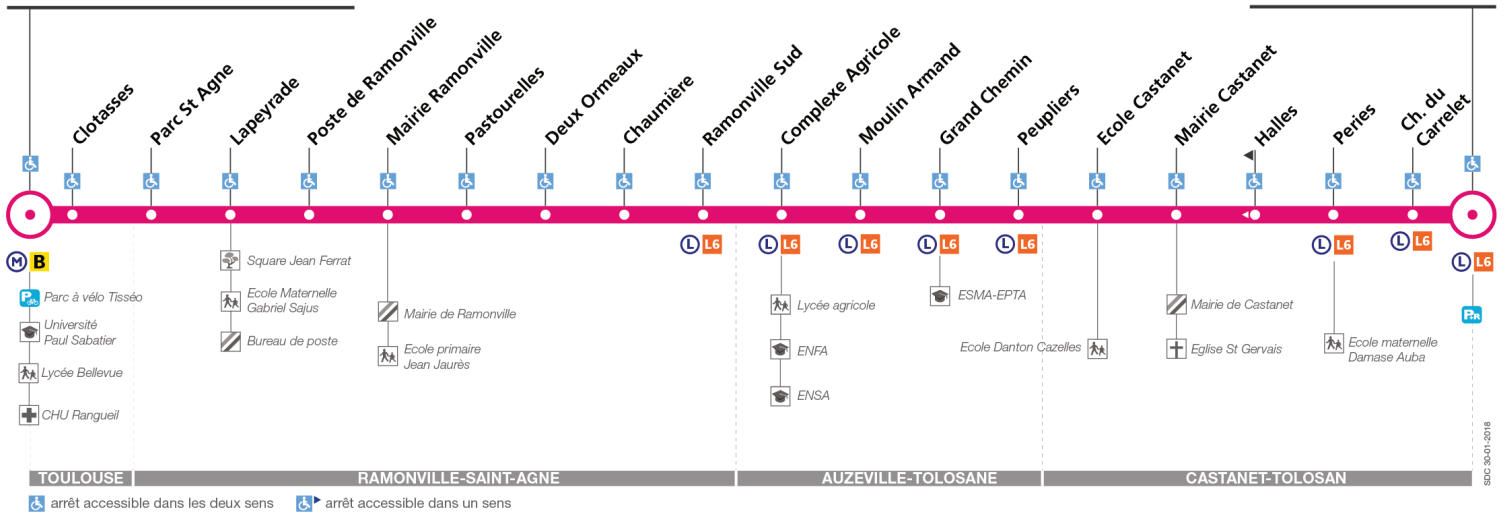 Clotasses
Parc St Agne
Lapeyrade
Poste de Ramonville
Mairie Ramonville
Pastourelles
Deux Ormeaux
Chaumière
Ramonville Sud
Complexe Agricole
Moulin Armand
Grand Chemin
Peupliers
Ecole Castanet
Mairie Castanet
Halles
Peries
Ch. du
Carrelet
M B
Parc à vélo Tisséo
Université
Paul Sabatier
Lycée Bellevue
CHU Rangueil
Square Jean Ferrat
Ecole Maternelle
Gabriel Sajus
Bureau de poste
Mairie de Ramonville
Ecole primaire
Jean Jaurès
L L6
L L6
Lycée agricole
ENFA
ENSA
L L6
L L6
ESMA-EPTA
L L6
Ecole Danton Cazelles
Mairie de Castanet
Eglise St Gervais
L L6
Ecole maternelle
Damase Auba
L L6
L L6
P+R
TOULOUSE
RAMONVILLE-SAINT-AGNE
AUZEVILLE-TOLOSANE
CASTANET-TOLOSAN
SDC 30-01-2018
arrêt accessible dans les deux sens
arrêt accessible dans un sens